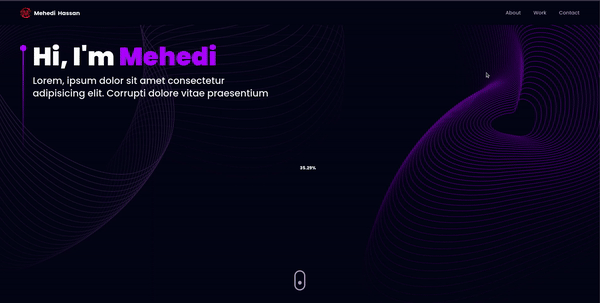 Mehedi Hassan
About
Work
Contact
Hi, I'm Mehedi
Lorem, ipsum dolor sit amet consectetur
adipisicing elit. Corrupti dolore vitae praesentium
35.29%